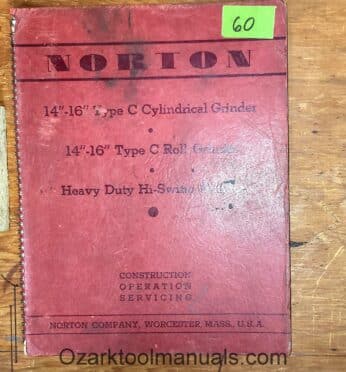 60
NORTON
14"-16" Type C Cylindrical Grinder
14"-16" Type C Roll Grinder
Heavy Duty Hi-Swing
CONSTRUCTION
OPERATION
SERVICING
NORTON COMPANY, WORCESTER, MASS., U.S.A.
Ozarktoolmanuals.com